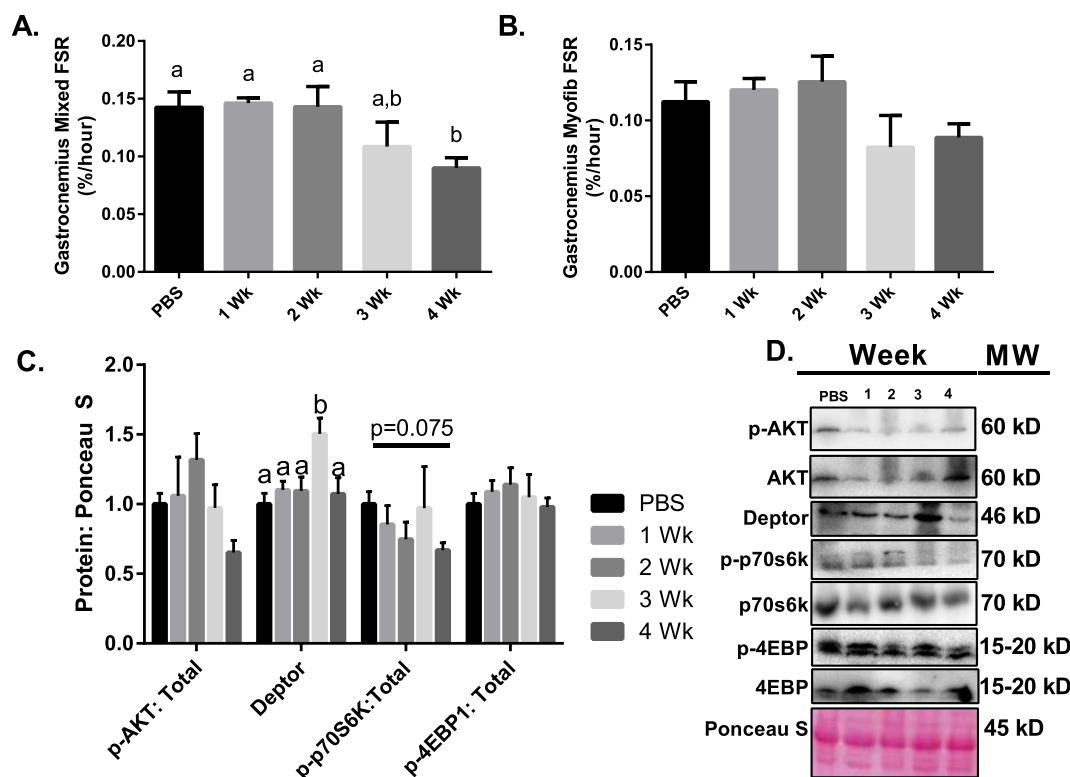 A.
Gastrocnemius Mixed FSR
(%/hour)
0.20
0.15
0.10
0.05
0.00
a
a
a
a,b
b
PBS
1 Wk
2 Wk
3 Wk
4 Wk
B.
Gastrocnemius Myofib FSR
(%/hour)
0.15
0.10
0.05
0.00
PBS
1 Wk
2 Wk
3 Wk
4 Wk
C.
Protein: Ponceau S
2.0
1.5
1.0
0.5
0.0
a
a
a
b
a
p=0.075
p-AKT: Total
Deptor
p-p70S6K:Total
p-4EBP1: Total
PBS
1 Wk
2 Wk
3 Wk
4 Wk
D.
Week
MW
PBS 1 2 3 4
p-AKT 60 kD
AKT 60 kD
Deptor 46 kD
p-p70s6k 70 kD
p70s6k 70 kD
p-4EBP 15-20 kD
4EBP 15-20 kD
Ponceau S 45 kD